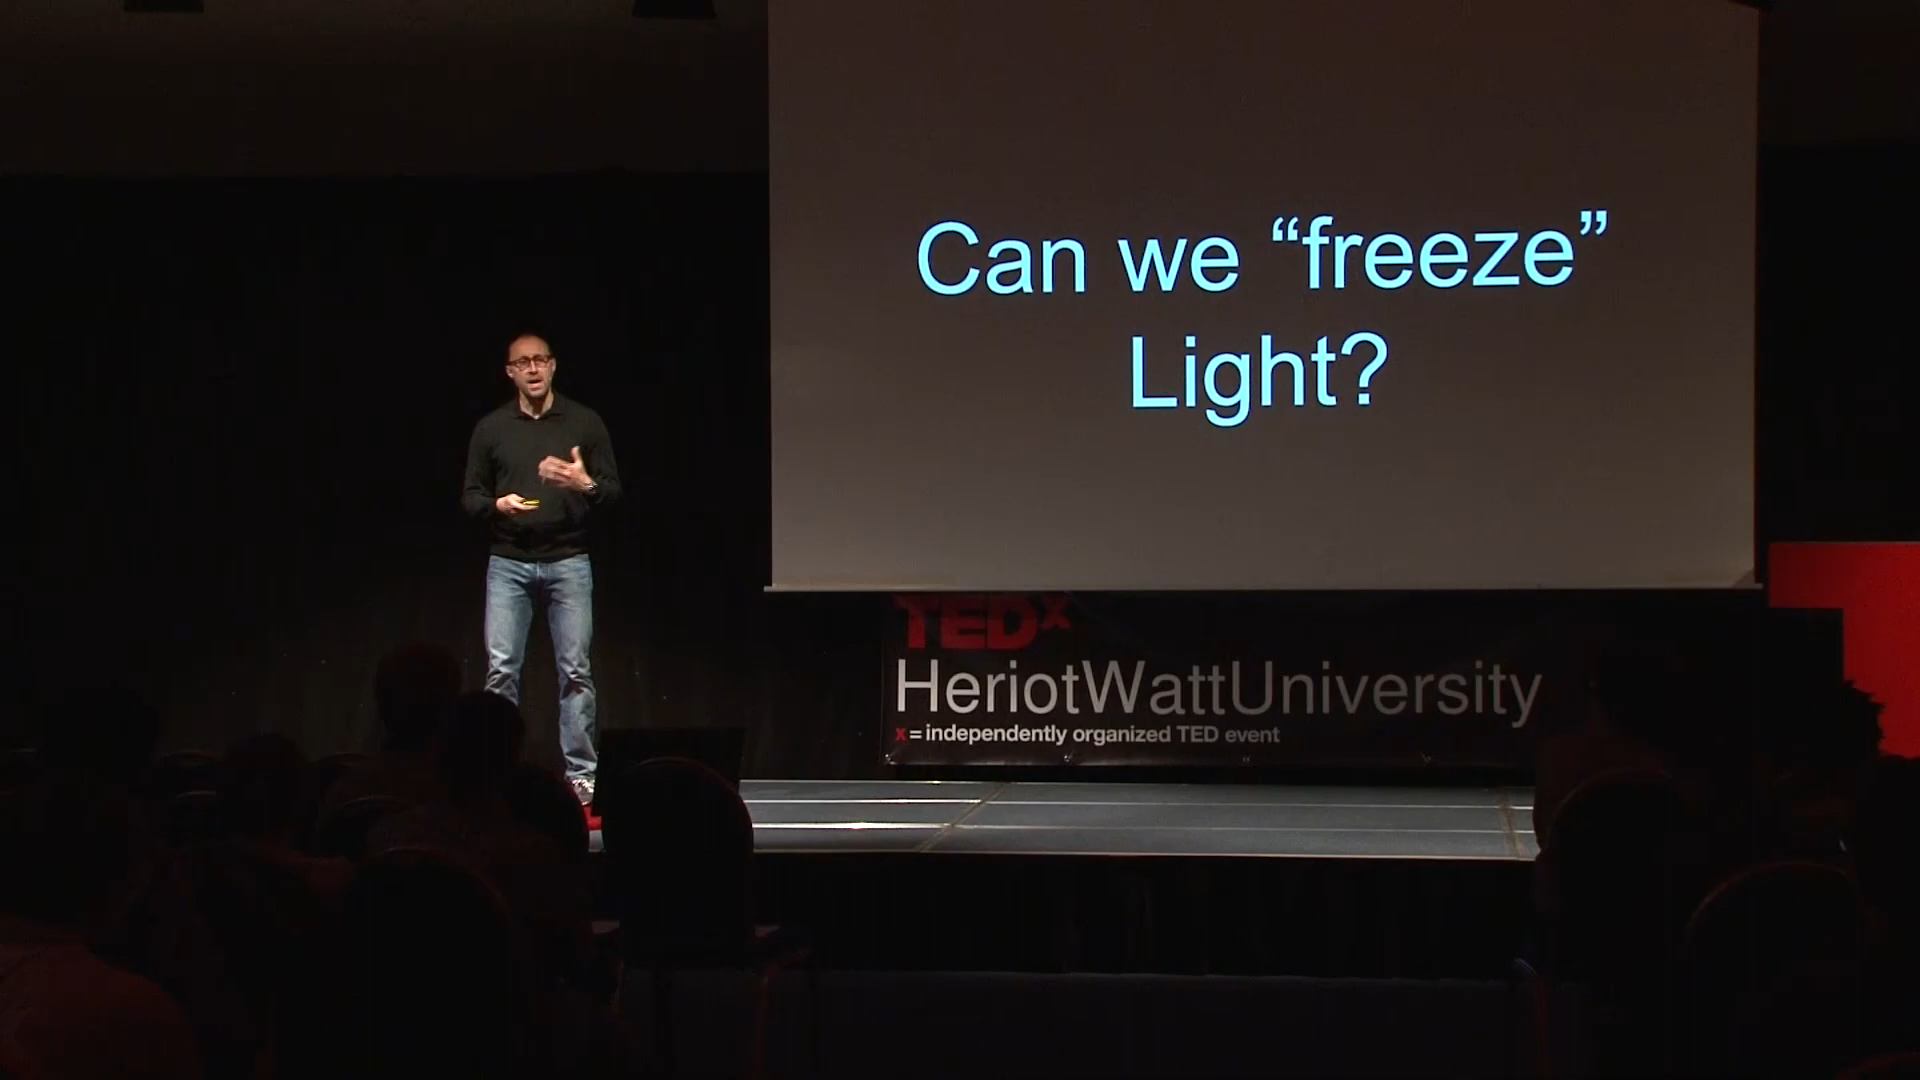 Can we “freeze”
Light?
TEDx
HeriotWattUniversity
x = independently organized TED event